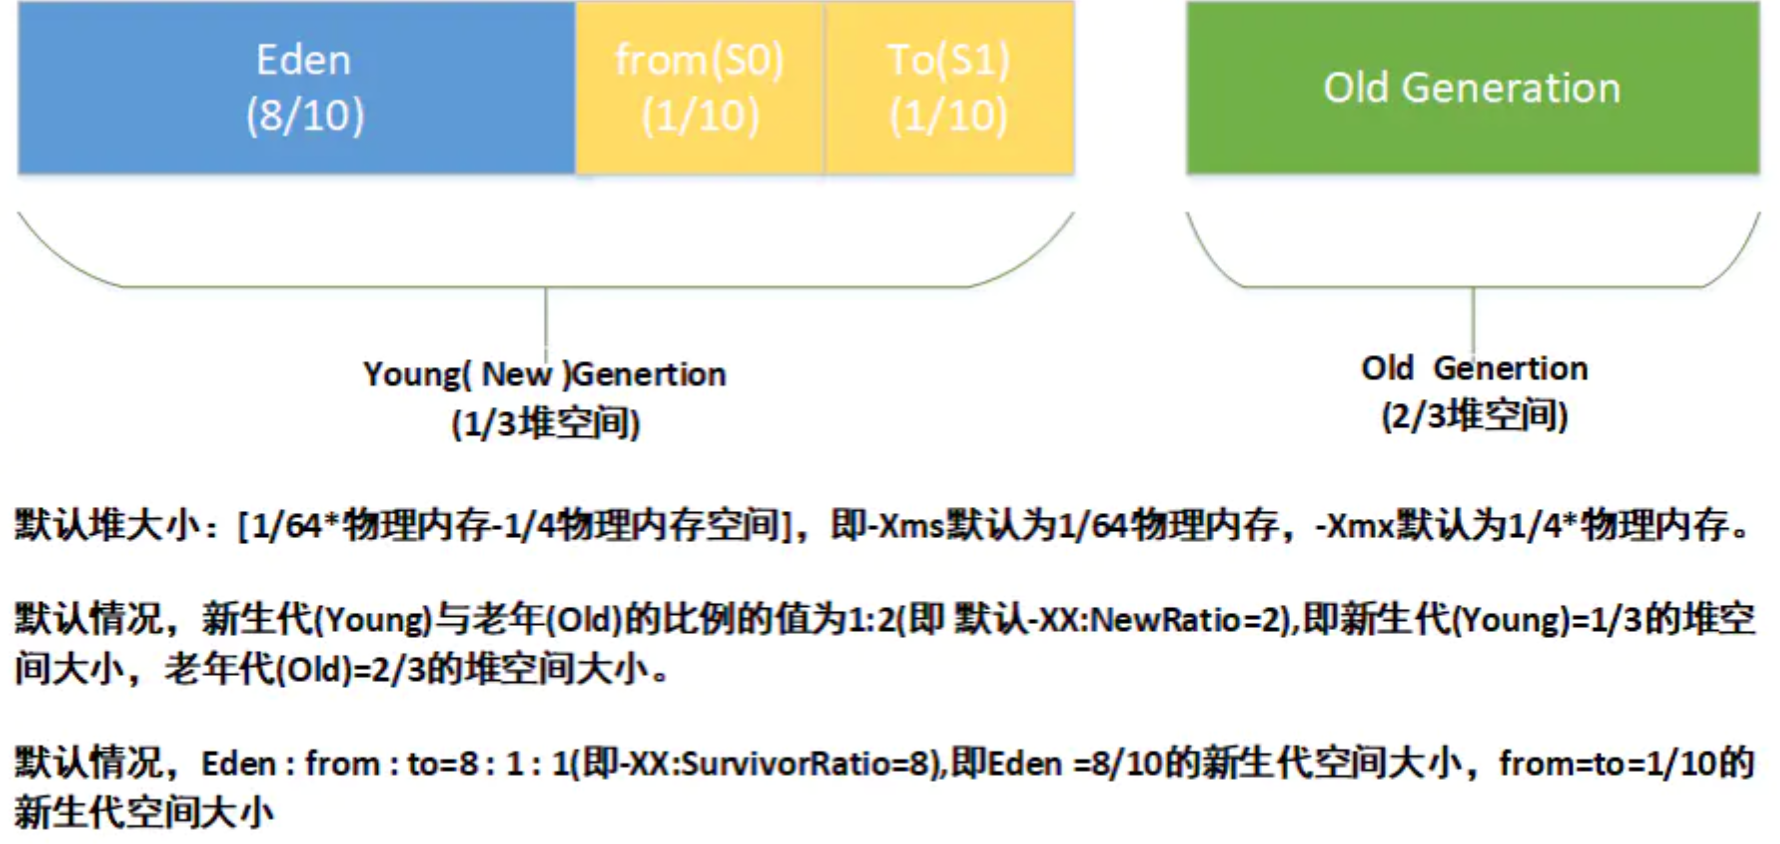 Eden
(8/10)
from(S0)
(1/10)
To(S1)
(1/10)
Old Generation
Young( New )Genertion
(1/3堆空间)
Old Genertion
(2/3堆空间)
默认堆大小：[1/64*物理内存-1/4物理内存空间]，即-Xms默认为1/64物理内存，-Xmx默认为1/4*物理内存。
默认情况，新生代(Young)与老年(Old)的比例的值为1:2(即 默认-XX:NewRatio=2),即新生代(Young)=1/3的堆空
间大小，老年代(Old)=2/3的堆空间大小。
默认情况，Eden : from : to=8 : 1 : 1(即-XX:SurvivorRatio=8),即Eden =8/10的新生代空间大小，from=to=1/10的
新生代空间大小